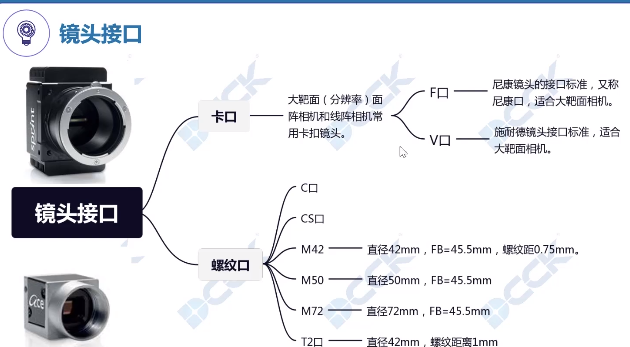 镜头接口
sprint
卡口
大靶面（分辨率）面
阵相机和线阵相机常
用卡扣镜头。
F口
尼康镜头的接口标准，又称
尼康口，适合大靶面相机。
V口
施耐德镜头接口标准，适合
大靶面相机。
镜头接口
螺纹口
C口
CS口
M42
直径42mm，FB=45.5mm，螺纹距0.75mm。
M50
直径50mm，FB=45.5mm
M72
直径72mm，FB=45.5mm
T2口
直径42mm，螺纹距离1mm
ace
DCCK
DCCK
DCCK
DCCK
DCCK
DCCK